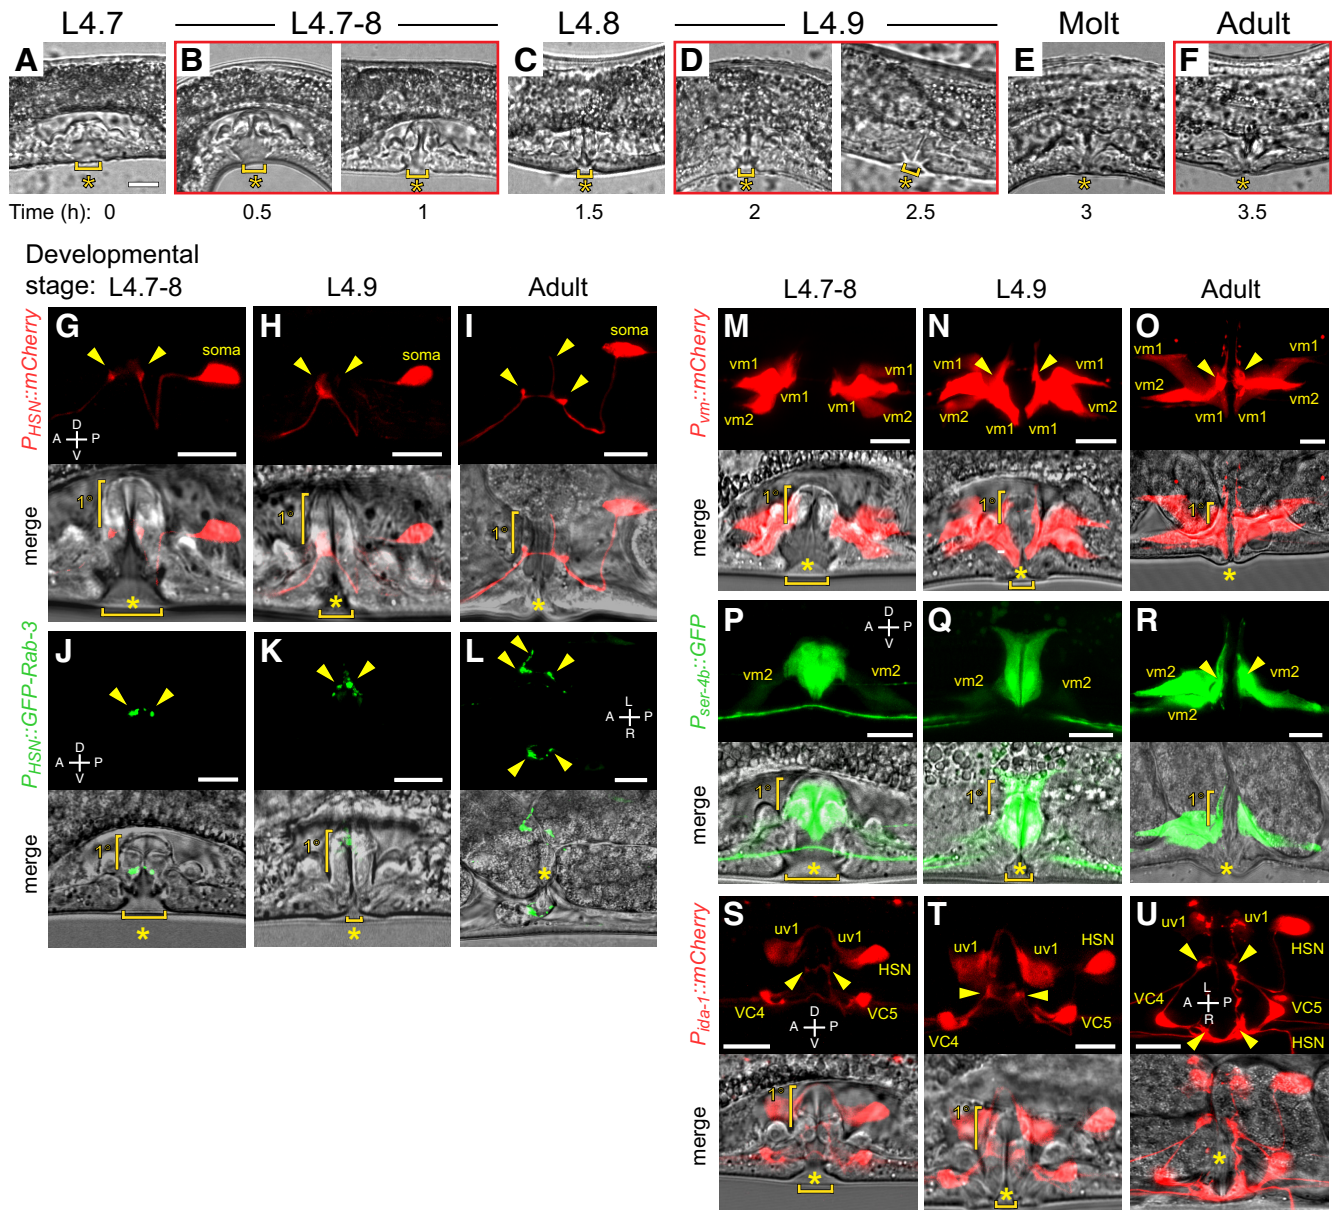 L4.7 L4.7-8 L4.8 L4.9 Molt Adult
A B C D E F
* * * * * * * *
Time (h): 0 0.5 1 1.5 2 2.5 3 3.5
Developmental
stage: L4.7-8 L4.9 Adult
L4.7-8 L4.9 Adult
PHSN::mCherry
G soma
A D P V
H soma
I soma
merge
1° *
1° *
1° *
PHSN::GFP-Rab-3
J
A D P V
K
L
A L P R
merge
1° *
1° *
*
Pvm::mCherry
M vm1 vm1 vm1 vm1 vm2 vm2
N vm1 vm1 vm2 vm2 vm1 vm1
O vm1 vm1 vm2 vm2 vm1 vm1
merge
1° *
1° *
1° *
Pser-4b::GFP
P vm2 vm2
A D P V
Q vm2 vm2
R vm2 vm2
merge
1° *
1° *
1° *
Pida-1::mCherry
S uv1 uv1 HSN VC4 VC5
A D P V
T uv1 uv1 HSN VC4 VC5
U uv1 uv1 HSN VC4 VC5 HSN
A L P R
merge
1° *
1° *
*